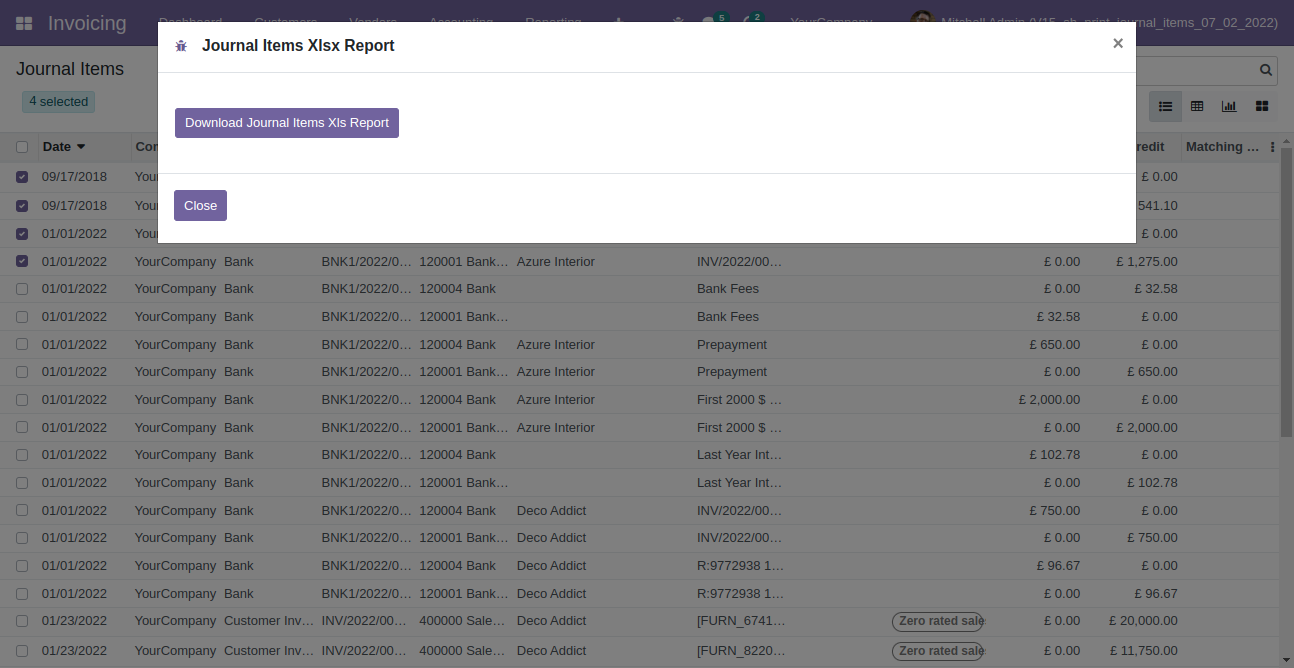 Invoicing Dashboard Customers Vendors Accounting Reporting 5 2 YourCompany Mitchell Admin (V15_sh_print_journal_items_07_02_2022)
Journal Items Xlsx Report ×
Journal Items
4 selected
Download Journal Items Xls Report
Date redit Matching ...
09/17/2018 £ 0.00
09/17/2018 541.10
Close
01/01/2022 £ 0.00
01/01/2022 YourCompany Bank BNK1/2022/0... 120001 Bank... Azure Interior INV/2022/00... £ 0.00 £ 1,275.00
01/01/2022 YourCompany Bank BNK1/2022/0... 120004 Bank Bank Fees £ 0.00 £ 32.58
01/01/2022 YourCompany Bank BNK1/2022/0... 120001 Bank... Bank Fees £ 32.58 £ 0.00
01/01/2022 YourCompany Bank BNK1/2022/0... 120004 Bank Azure Interior Prepayment £ 650.00 £ 0.00
01/01/2022 YourCompany Bank BNK1/2022/0... 120001 Bank... Azure Interior Prepayment £ 0.00 £ 650.00
01/01/2022 YourCompany Bank BNK1/2022/0... 120004 Bank Azure Interior First 2000 $ ... £ 2,000.00 £ 0.00
01/01/2022 YourCompany Bank BNK1/2022/0... 120001 Bank... Azure Interior First 2000 $ ... £ 0.00 £ 2,000.00
01/01/2022 YourCompany Bank BNK1/2022/0... 120004 Bank Last Year Int... £ 102.78 £ 0.00
01/01/2022 YourCompany Bank BNK1/2022/0... 120001 Bank... Last Year Int... £ 0.00 £ 102.78
01/01/2022 YourCompany Bank BNK1/2022/0... 120004 Bank Deco Addict INV/2022/00... £ 750.00 £ 0.00
01/01/2022 YourCompany Bank BNK1/2022/0... 120001 Bank... Deco Addict INV/2022/00... £ 0.00 £ 750.00
01/01/2022 YourCompany Bank BNK1/2022/0... 120004 Bank Deco Addict R:9772938 1... £ 96.67 £ 0.00
01/01/2022 YourCompany Bank BNK1/2022/0... 120001 Bank... Deco Addict R:9772938 1... £ 0.00 £ 96.67
01/23/2022 YourCompany Customer Inv... INV/2022/00... 400000 Sale... Deco Addict [FURN_6741... Zero rated sale £ 0.00 £ 20,000.00
01/23/2022 YourCompany Customer Inv... INV/2022/00... 400000 Sale... Deco Addict [FURN_8220... Zero rated sale £ 0.00 £ 11,750.00